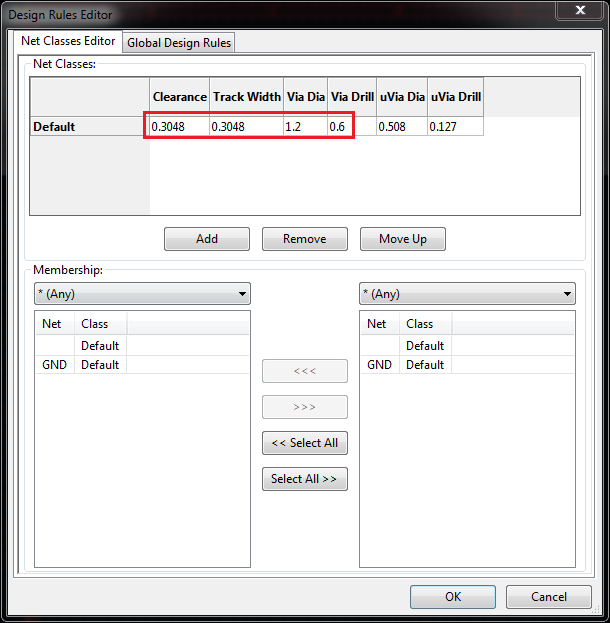 Design Rules Editor
Net Classes Editor Global Design Rules
Net Classes:
Clearance Track Width Via Dia Via Drill uVia Dia uVia Drill
Default 0.3048 0.3048 1.2 0.6 0.508 0.127
Add Remove Move Up
Membership:
* (Any) * (Any)
Net Class Net Class
Default Default
GND Default GND Default
<<<
>>>
<< Select All
Select All >>
OK Cancel